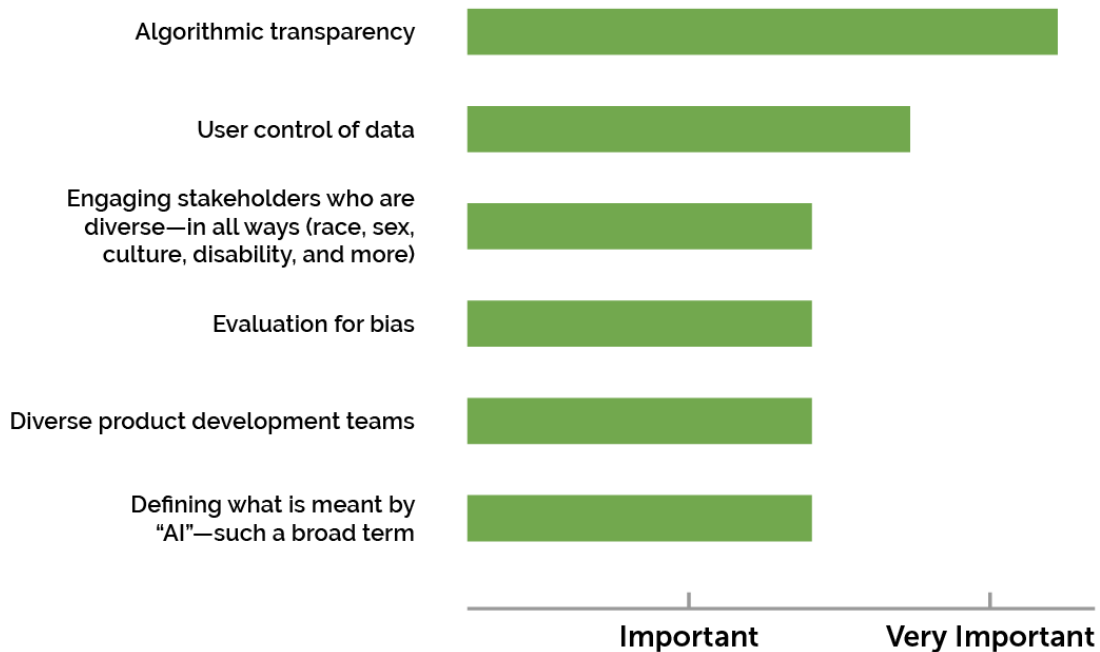 Algorithmic transparency
User control of data
Engaging stakeholders who are
diverse—in all ways (race, sex,
culture, disability, and more)
Evaluation for bias
Diverse product development teams
Defining what is meant by
“AI”—such a broad term
Important
Very Important